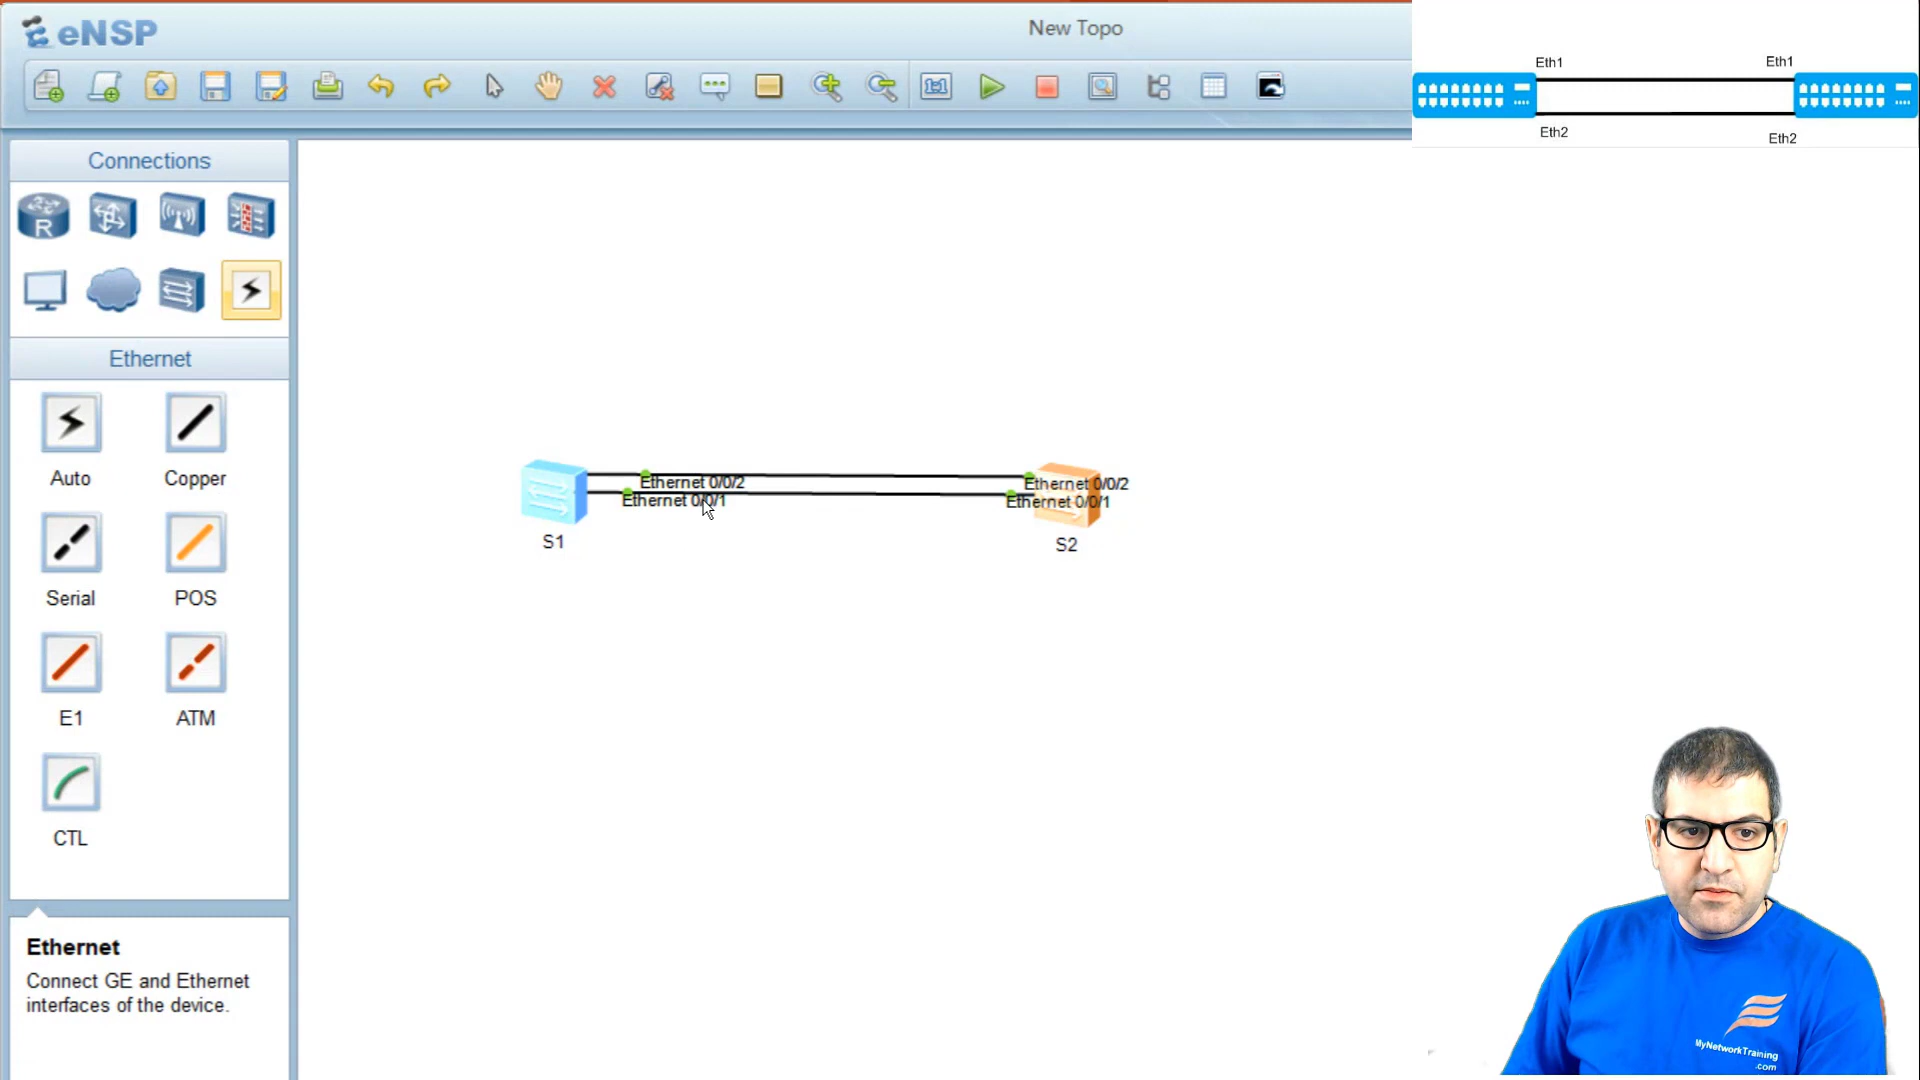 eNSP
New Topo
Eth1
Eth1
Eth2
Eth2
Connections
R
Ethernet
Auto
Copper
Serial
POS
E1
ATM
CTL
Ethernet 0/0/2
Ethernet 0/0/1
Ethernet 0/0/2
Ethernet 0/0/1
S1
S2
Ethernet
Connect GE and Ethernet
interfaces of the device.
MyNetworkTraining
.com